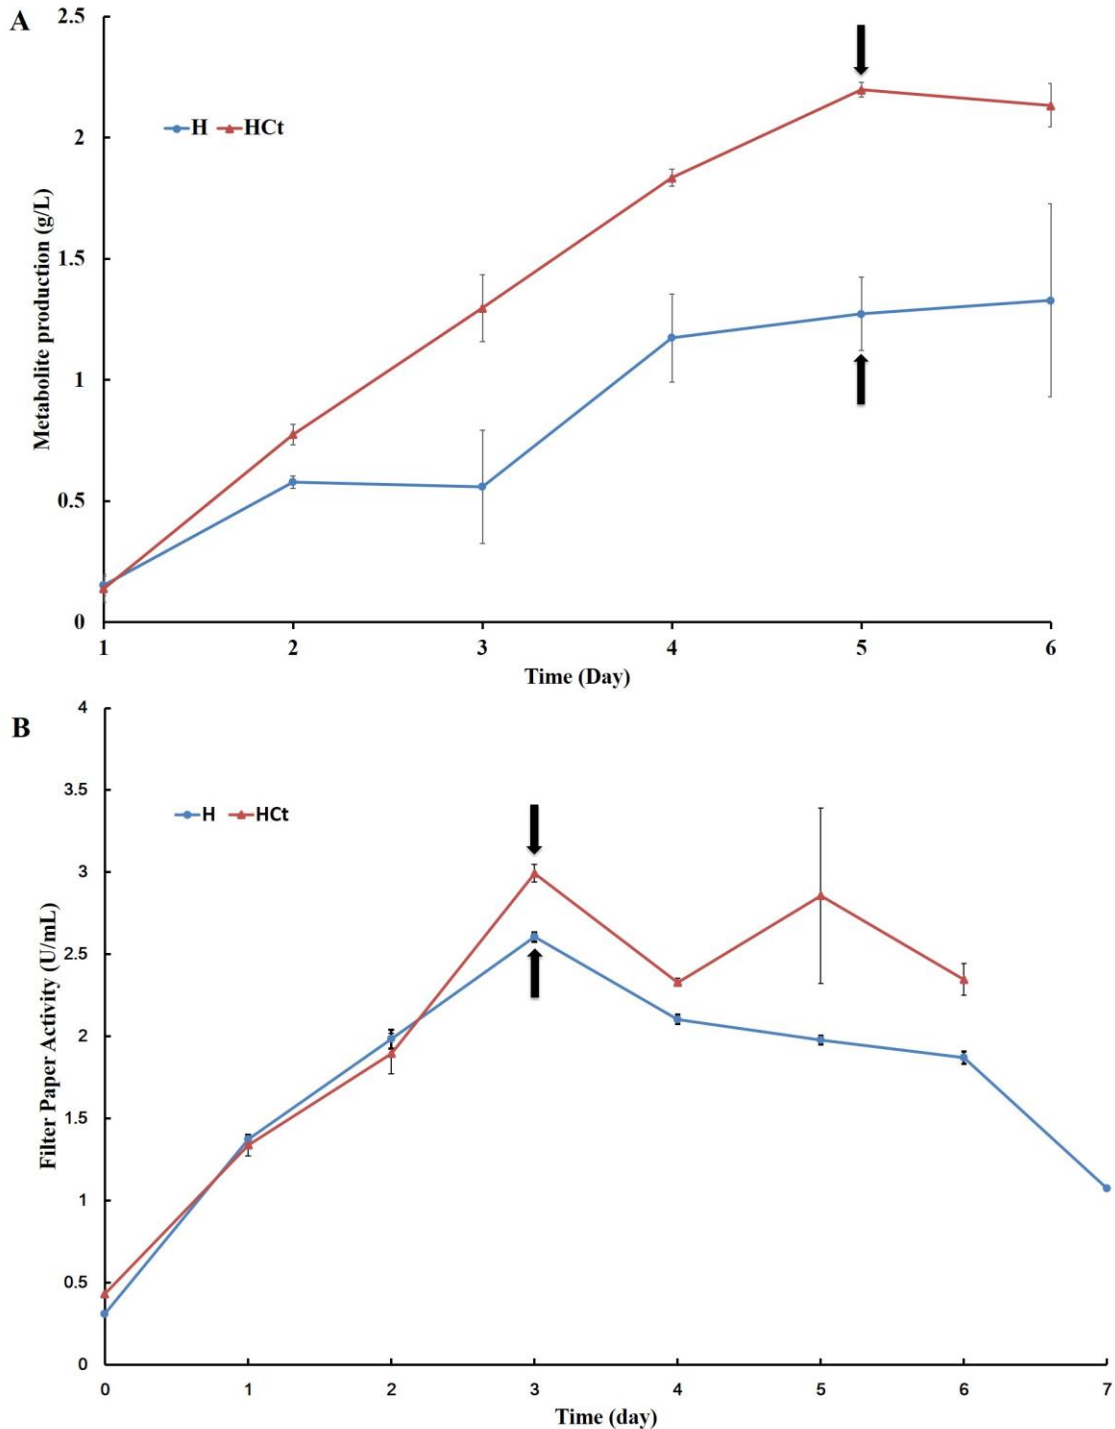 A
2.5
2
1.5
1
0.5
0
Metabolite production (g/L)
H HCt
1 2 3 4 5 6
Time (Day)
B
4
3.5
3
2.5
2
1.5
1
0.5
0
Filter Paper Activity (U/mL)
H HCt
0 1 2 3 4 5 6 7
Time (day)